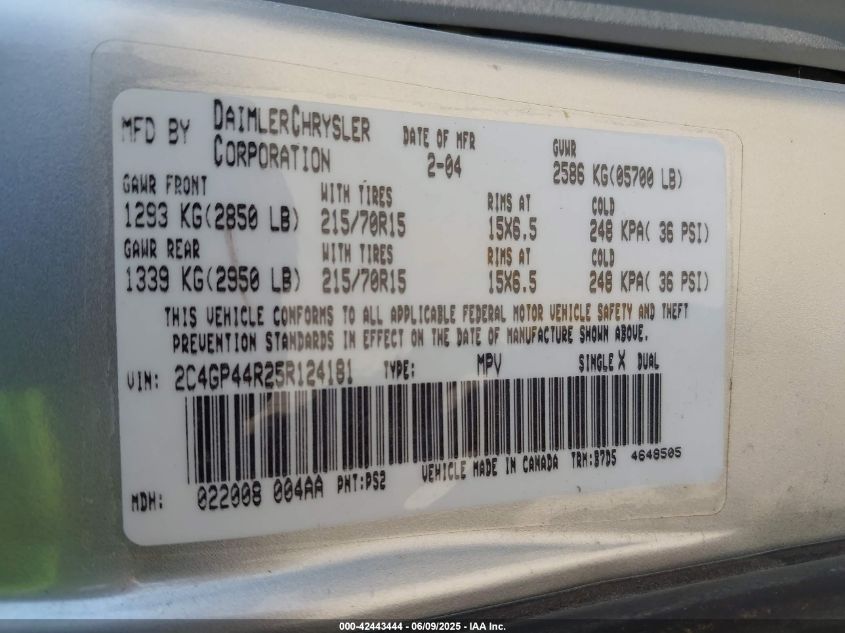 MFD BY DAIMLERCHRYSLER CORPORATION DATE OF MFR 2-04 GVWR 2586 KG(05700 LB)
GAWR FRONT WITH TIRES RIMS AT COLD
1293 KG(2850 LB) 215/70R15 15X6.5 248 KPA( 36 PSI)
GAWR REAR WITH TIRES RIMS AT COLD
1339 KG(2950 LB) 215/70R15 15X6.5 248 KPA( 36 PSI)
THIS VEHICLE CONFORMS TO ALL APPLICABLE FEDERAL MOTOR VEHICLE SAFETY AND THEFT
PREVENTION STANDARDS IN EFFECT ON THE DATE OF MANUFACTURE SHOWN ABOVE.
VIN: 2C4GP44R25R124181 TYPE: MPV SINGLE X DUAL
VEHICLE MADE IN CANADA TRM:B7D5 4648505
MDH: 022008 004AA PNT:PS2
000-42443444 - 06/09/2025 - IAA Inc.